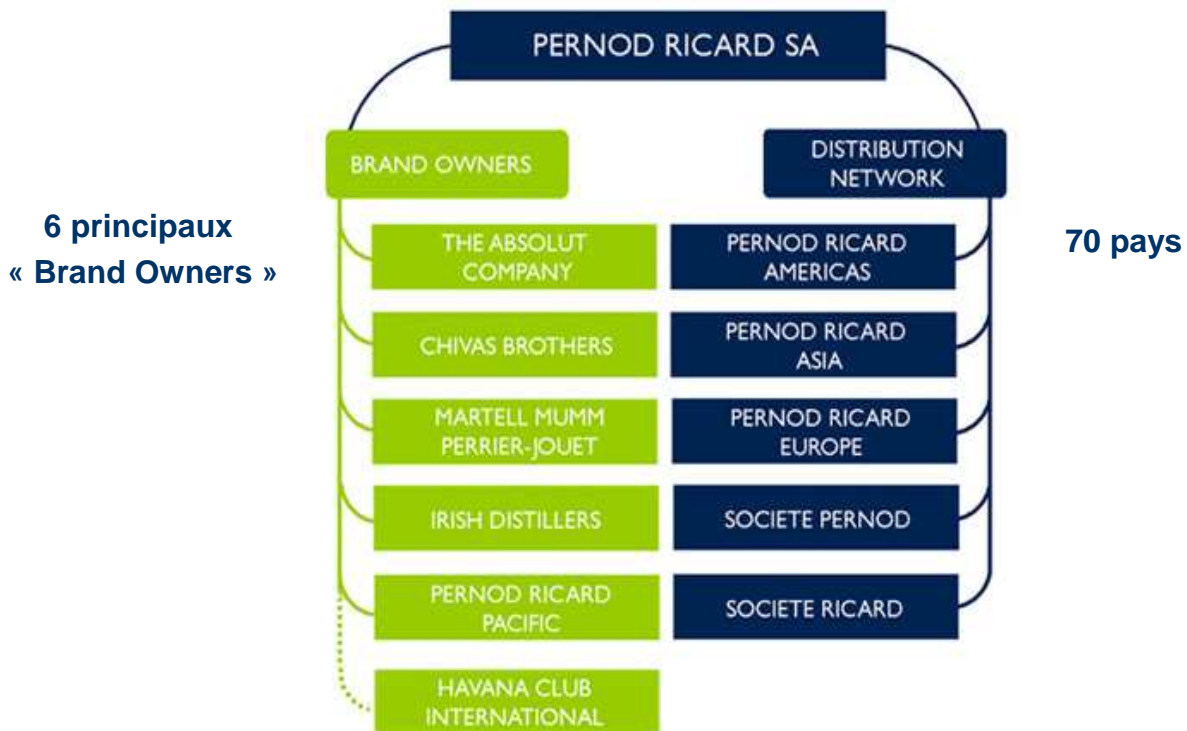 PERNOD RICARD SA
BRAND OWNERS
DISTRIBUTION
NETWORK
6 principaux
« Brand Owners »
70 pays
THE ABSOLUT
COMPANY
CHIVAS BROTHERS
MARTELL MUMM
PERRIER-JOUET
IRISH DISTILLERS
PERNOD RICARD
PACIFIC
HAVANA CLUB
INTERNATIONAL
PERNOD RICARD
AMERICAS
PERNOD RICARD
ASIA
PERNOD RICARD
EUROPE
SOCIETE PERNOD
SOCIETE RICARD